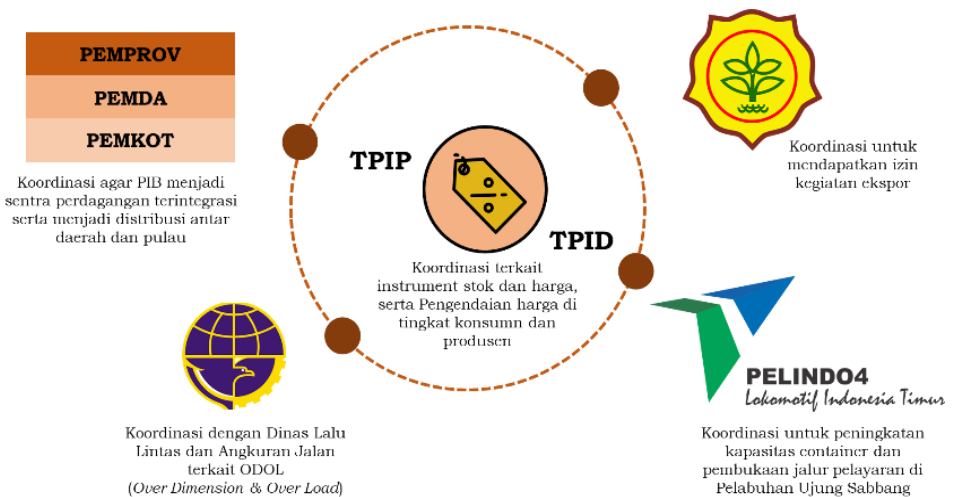 PEMPROV
PEMDA
PEMKOT
Koordinasi agar PIB menjadi
sentra perdagangan terintegrasi
serta menjadi distribusi antar
daerah dan pulau
TPIP
TPID
Koordinasi terkait
instrument stok dan harga,
serta Pengendaian harga di
tingkat konsumn dan
produsen
Koordinasi untuk
mendapatkan izin
kegiatan ekspor
Koordinasi dengan Dinas Lalu
Lintas dan Angkuran Jalan
terkait ODOL
(Over Dimension & Over Load)
PELINDO4
Lokomotif Indonesia Timur
Koordinasi untuk peningkatan
kapasitas container dan
pembukaan jalur pelayaran di
Pelabuhan Ujung Sabbang